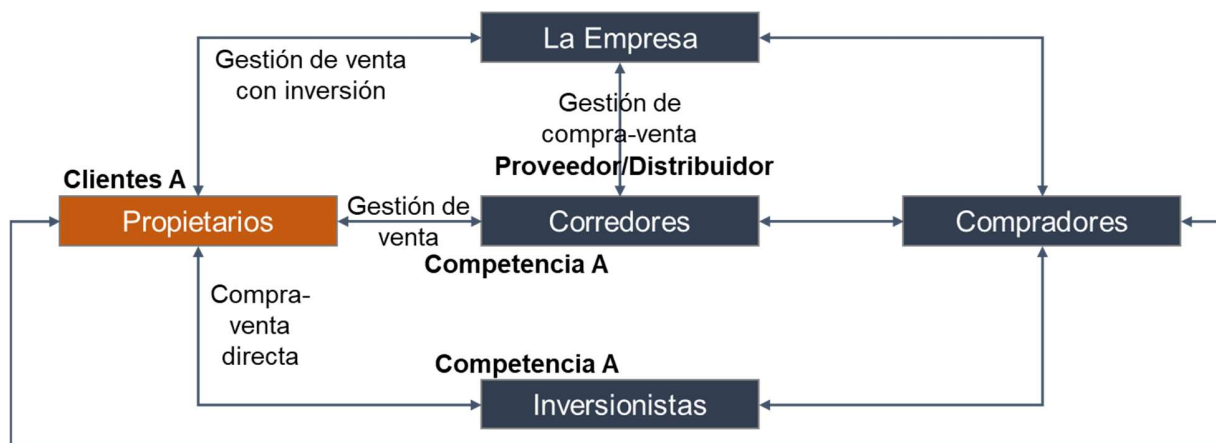 La Empresa
Gestión de venta
con inversión
Gestión de
compra-venta
Proveedor/Distribuidor
Clientes A
Propietarios
Gestión de
venta
Corredores
Compradores
Competencia A
Compra-
venta
directa
Competencia A
Inversionistas